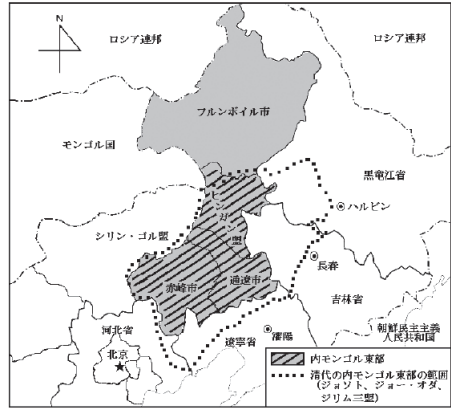 N
ロシア連邦
ロシア連邦
フルンボイル市
モンゴル国
黒竜江省
ヒンガン盟
ハルビン
シリン・ゴル盟
長春
通遼市
赤峰市
吉林省
河北省
朝鮮民主主義
人民共和国
瀋陽
遼寧省
北京
内モンゴル東部
清代の内モンゴル東部の範囲
(ジョソト、ジョー・オダ、
ジリム三盟)